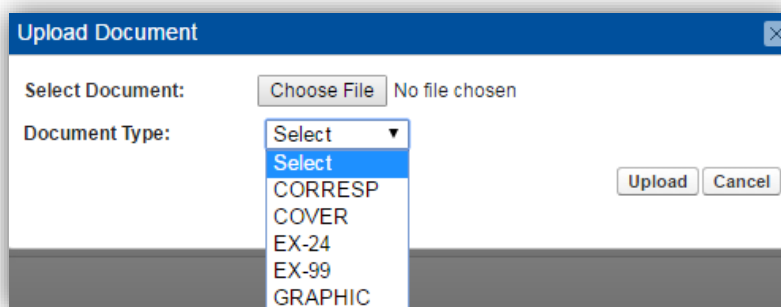 Upload Document
Select Document: Choose File No file chosen
Document Type: Select
Select
CORRESP
Upload Cancel
COVER
EX-24
EX-99
GRAPHIC